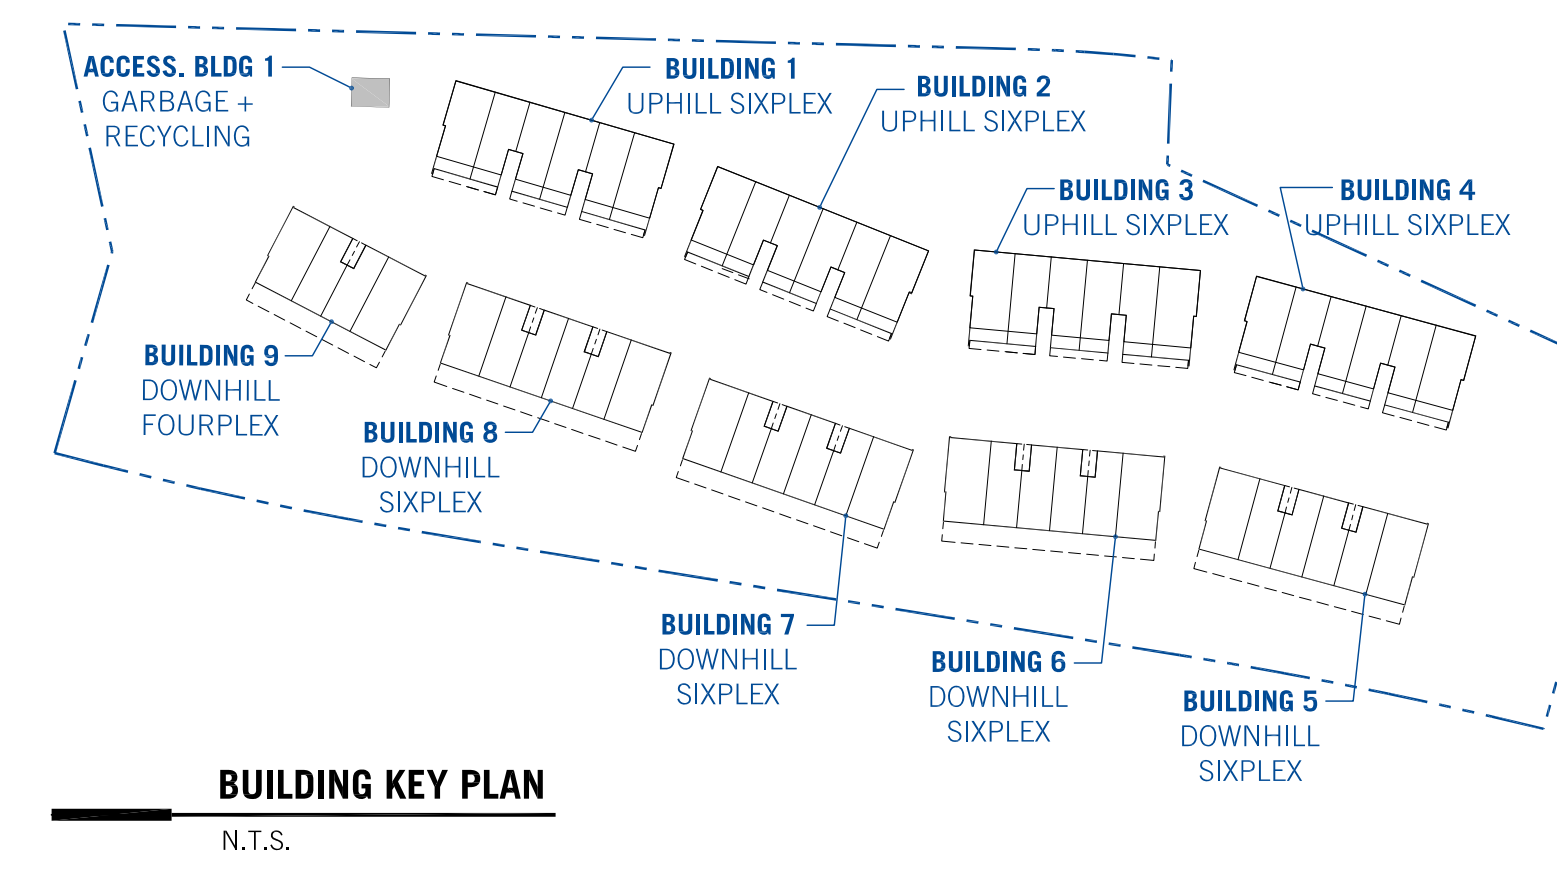 ACCESS. BLDG 1
GARBAGE +
RECYCLING
BUILDING 1
UPHILL SIXPLEX
BUILDING 2
UPHILL SIXPLEX
BUILDING 3
UPHILL SIXPLEX
BUILDING 4
UPHILL SIXPLEX
BUILDING 9
DOWNHILL
FOURPLEX
BUILDING 8
DOWNHILL
SIXPLEX
BUILDING 7
DOWNHILL
SIXPLEX
BUILDING 6
DOWNHILL
SIXPLEX
BUILDING 5
DOWNHILL
SIXPLEX
BUILDING KEY PLAN
N.T.S.